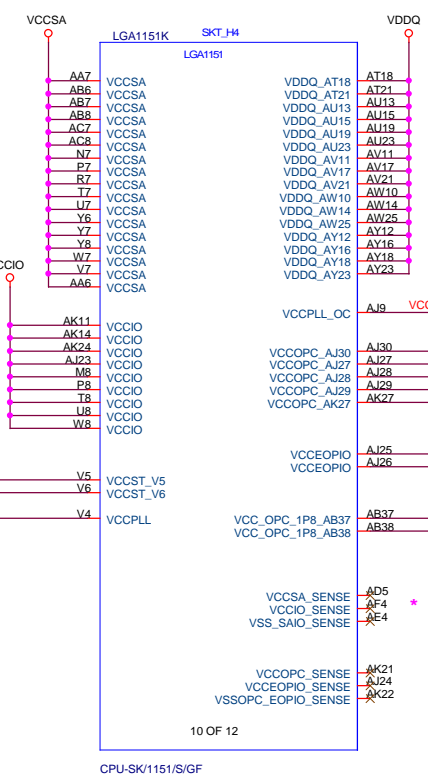 VCCSA VDDQ
LGA1151K SKT_H4
LGA1151
AA7 VCCSA VDDQ_AT18 AT18
AB6 VCCSA VDDQ_AT21 AT21
AB7 VCCSA VDDQ_AU13 AU13
AB8 VCCSA VDDQ_AU15 AU15
AC7 VCCSA VDDQ_AU19 AU19
AC8 VCCSA VDDQ_AU23 AU23
N7 VCCSA VDDQ_AV11 AV11
P7 VCCSA VDDQ_AV17 AV17
R7 VCCSA VDDQ_AV21 AV21
T7 VCCSA VDDQ_AW10 AW10
U7 VCCSA VDDQ_AW14 AW14
Y6 VCCSA VDDQ_AW25 AW25
Y7 VCCSA VDDQ_AY12 AY12
Y8 VCCSA VDDQ_AY16 AY16
W7 VCCSA VDDQ_AY18 AY18
V7 VCCSA VDDQ_AY23 AY23
AA6 VCCSA
CCIO
VCCPLL_OC AJ9 VCC
AK11 VCCIO
AK14 VCCIO
AK24 VCCIO VCCOPC_AJ30 AJ30
AJ23 VCCIO VCCOPC_AJ27 AJ27
M8 VCCIO VCCOPC_AJ28 AJ28
P8 VCCIO VCCOPC_AJ29 AJ29
T8 VCCIO VCCOPC_AK27 AK27
U8 VCCIO
W8 VCCIO
VCCEOPIO AJ25
VCCEOPIO AJ26
V5 VCCST_V5
V6 VCCST_V6
V4 VCCPLL VCC_OPC_1P8_AB37 AB37
VCC_OPC_1P8_AB38 AB38
VCCSA_SENSE AD5
VCCIO_SENSE AF4 *
VSS_SAIO_SENSE AE4
VCCOPC_SENSE AK21
VCCEOPIO_SENSE AJ24
VSSOPC_EOPIO_SENSE AK22
10 OF 12
CPU-SK/1151/S/GF